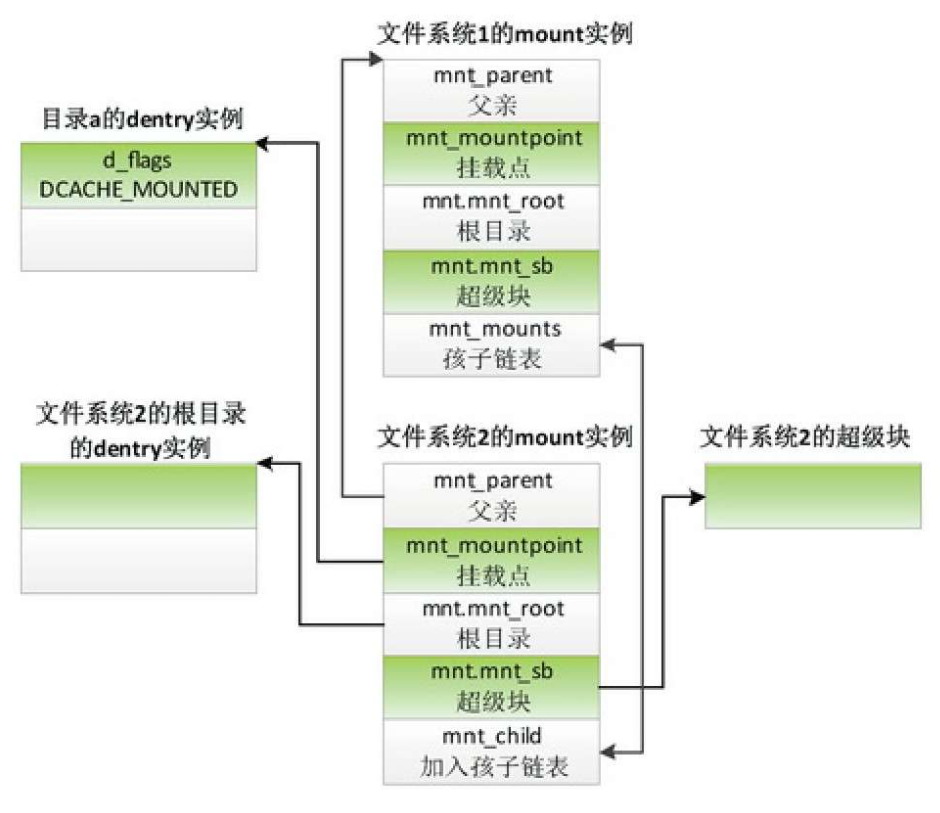 文件系统1的mount实例
mnt_parent
父亲
mnt_mountpoint
挂载点
mnt.mnt_root
根目录
mnt.mnt_sb
超级块
mnt_mounts
孩子链表
目录a的dentry实例
d_flags
DCACHE_MOUNTED
文件系统2的根目录
的dentry实例
文件系统2的mount实例
mnt_parent
父亲
mnt_mountpoint
挂载点
mnt.mnt_root
根目录
mnt.mnt_sb
超级块
mnt_child
加入孩子链表
文件系统2的超级块